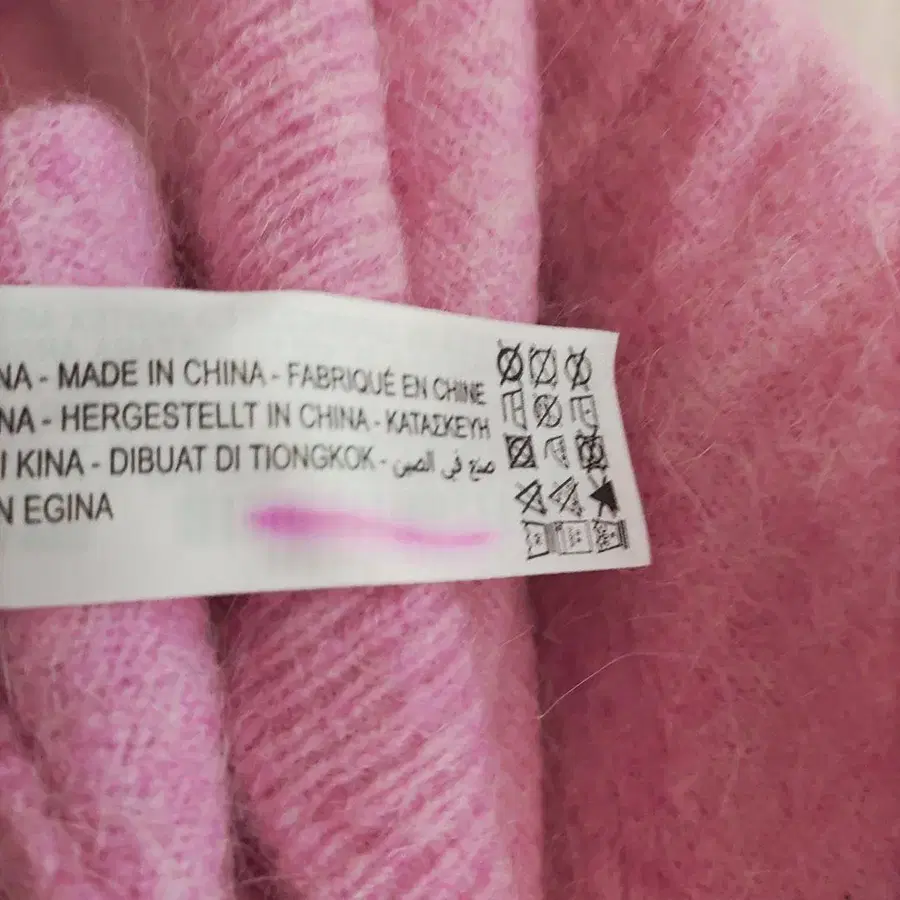 NA - MADE IN CHINA - FABRIQUÉ EN CHINE
NA - HERGESTELLT IN CHINA - ΚΑΤΑΣΚΕΥΗ
I KINA - DIBUAT DI TIONGKOK - صنع في الصين
N EGINA